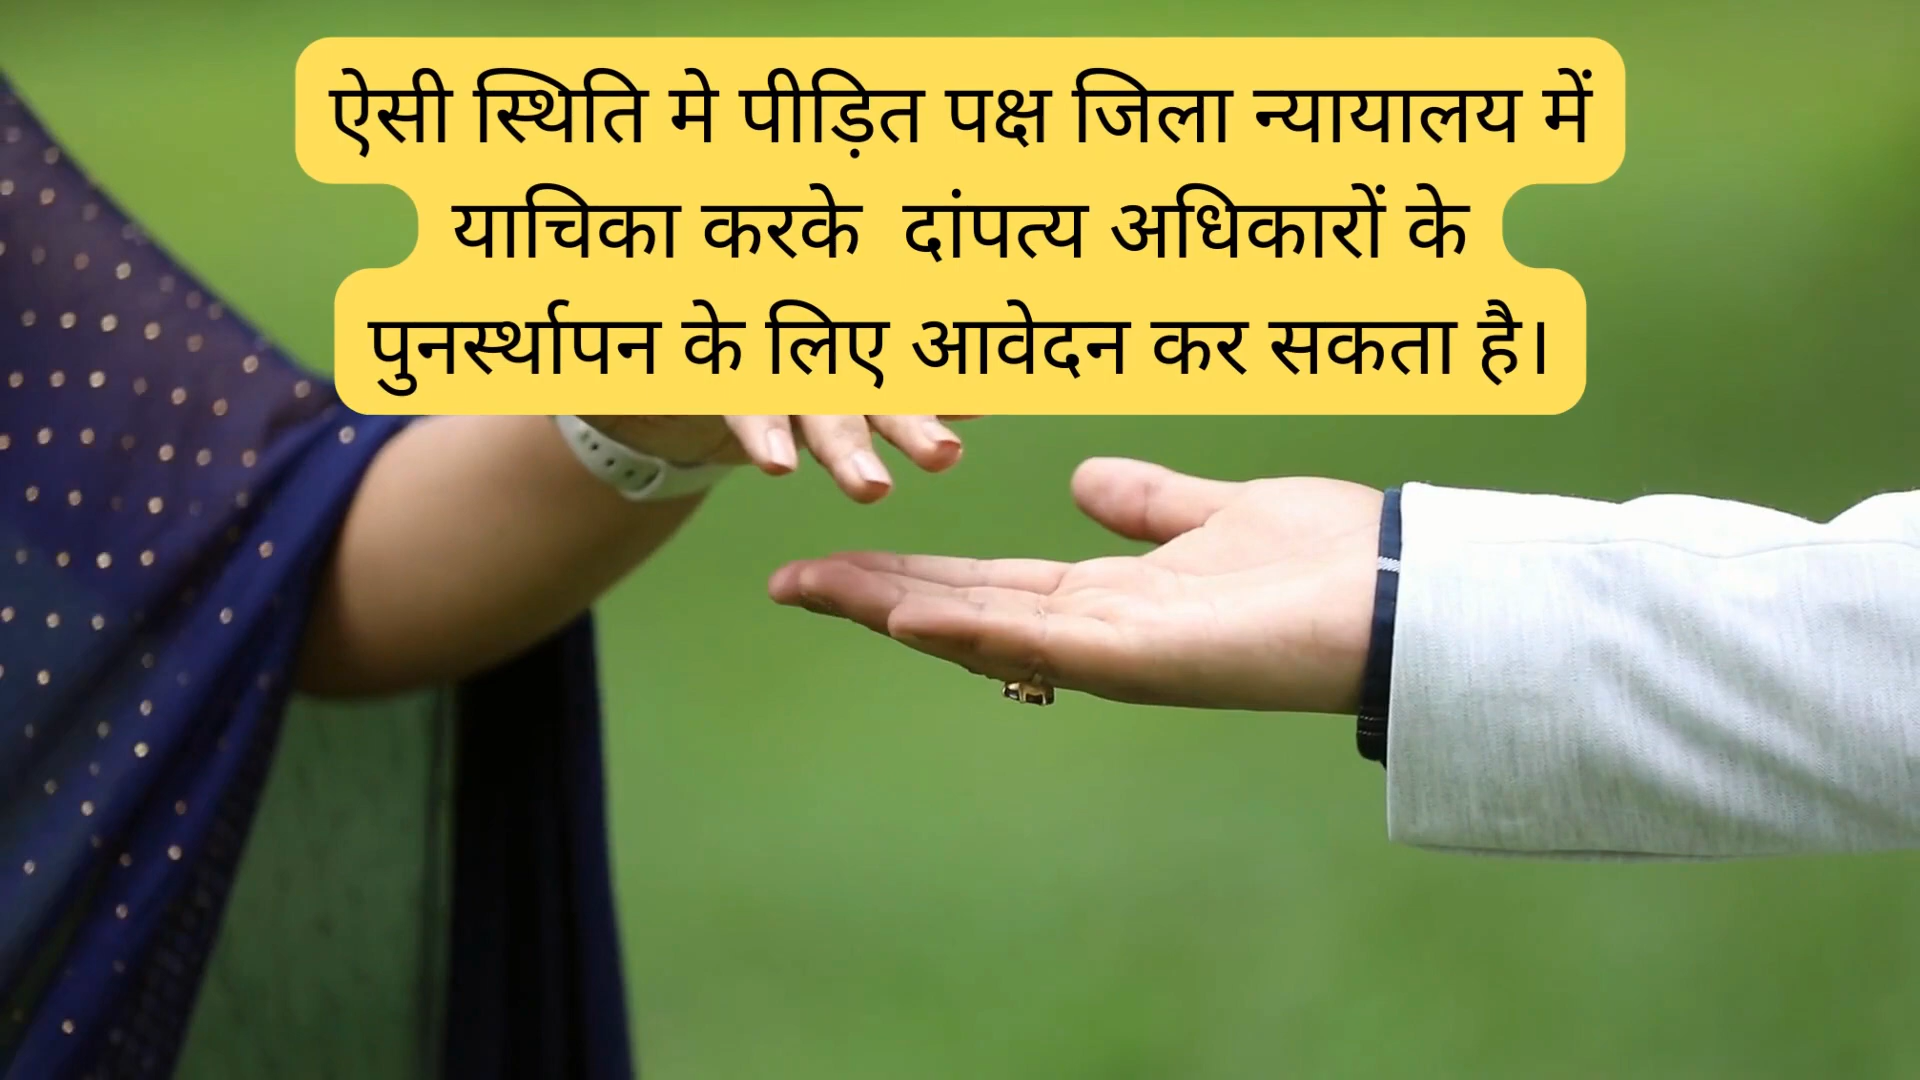 ऐसी स्थिति मे पीड़ित पक्ष जिला न्यायालय में
याचिका करके दांपत्य अधिकारों के
पुनर्स्थापन के लिए आवेदन कर सकता है।